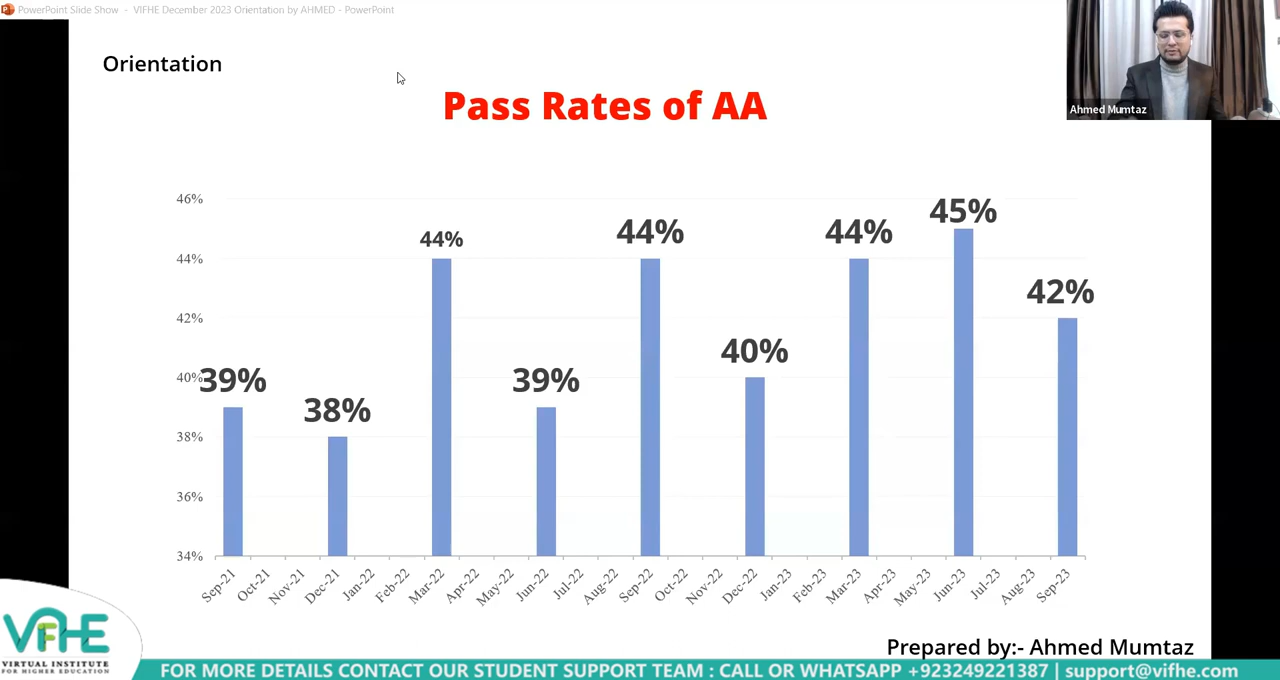 PowerPoint Slide Show - VIFHE December 2023 Orientation by AHMED - PowerPoint
Orientation
Ahmed Mumtaz
Pass Rates of AA
46%
44%
42%
40%
38%
36%
34%
39%
38%
44%
39%
44%
40%
44%
45%
42%
Sep-21
Oct-21
Nov-21
Dec-21
Jan-22
Feb-22
Mar-22
Apr-22
May-22
Jun-22
Jul-22
Aug-22
Sep-22
Oct-22
Nov-22
Dec-22
Jan-23
Feb-23
Mar-23
Apr-23
May-23
Jun-23
Jul-23
Aug-23
Sep-23
Prepared by:- Ahmed Mumtaz
VIFHE
VIRTUAL INSTITUTE
FOR HIGHER EDUCATION
FOR MORE DETAILS CONTACT OUR STUDENT SUPPORT TEAM : CALL OR WHATSAPP +923249221387 | support@vifhe.com